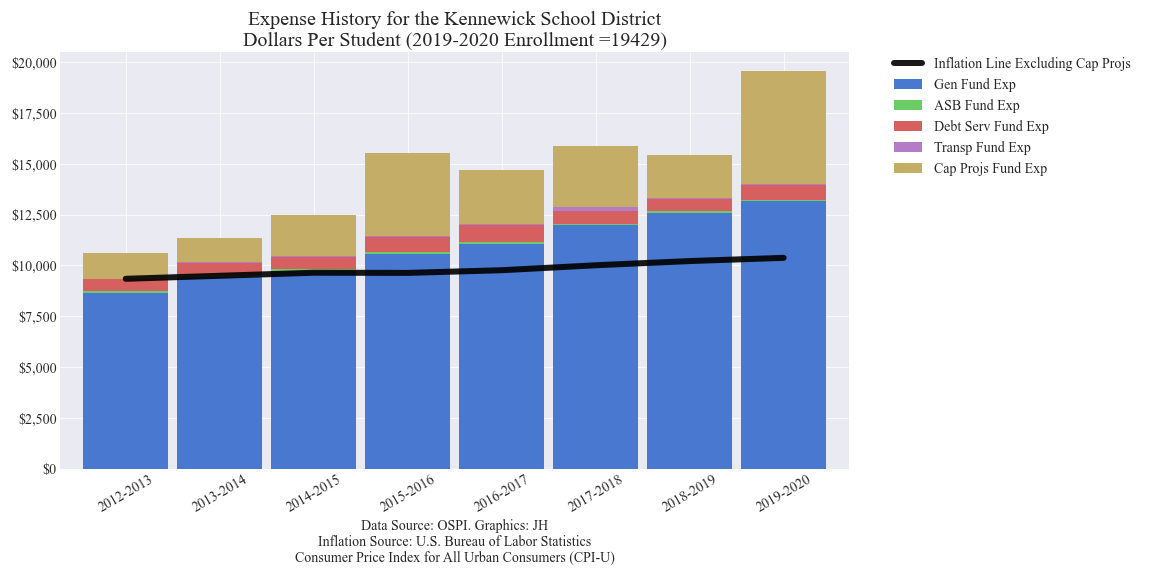 Expense History for the Kennewick School District
Dollars Per Student (2019-2020 Enrollment =19429)
$20,000
$17,500
$15,000
$12,500
$10,000
$7,500
$5,000
$2,500
$0
2012-2013
2013-2014
2014-2015
2015-2016
2016-2017
2017-2018
2018-2019
2019-2020
Inflation Line Excluding Cap Projs
Gen Fund Exp
ASB Fund Exp
Debt Serv Fund Exp
Transp Fund Exp
Cap Projs Fund Exp
Data Source: OSPI. Graphics: JH
Inflation Source: U.S. Bureau of Labor Statistics
Consumer Price Index for All Urban Consumers (CPI-U)